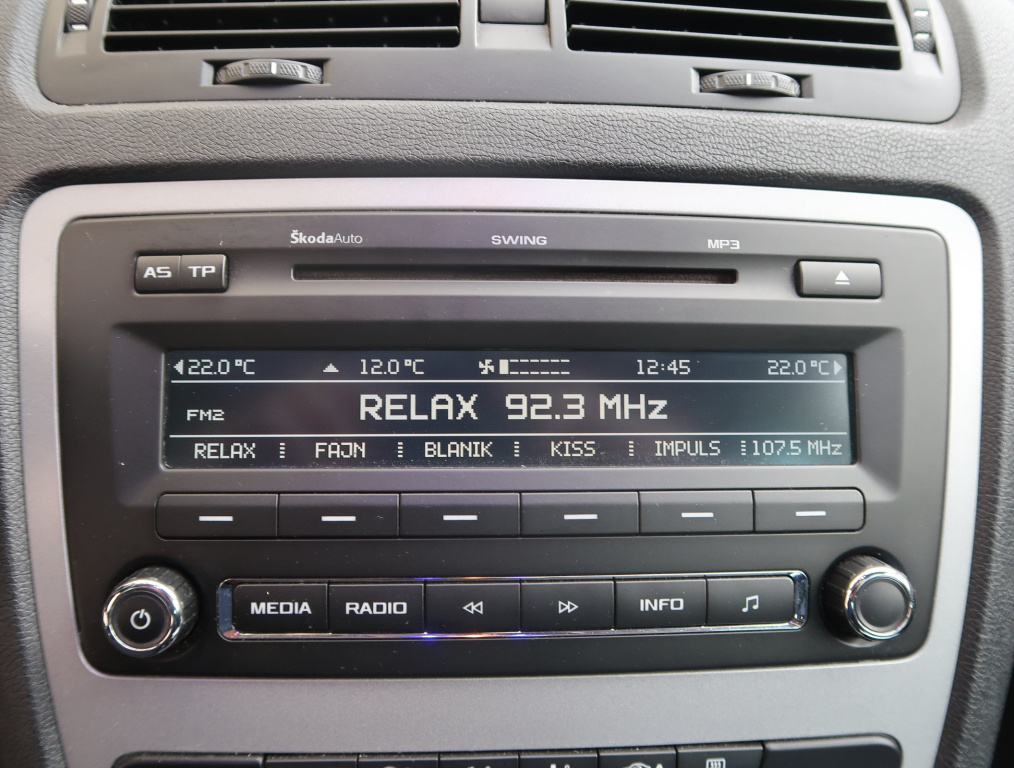 ŠkodaAuto SWING MP3
AS TP
22.0°C 12.0°C 12:45 22.0°C
FM2 RELAX 92.3 MHz
RELAX FAJN BLANIK KISS IMPULS 107.5 MHz
MEDIA RADIO INFO